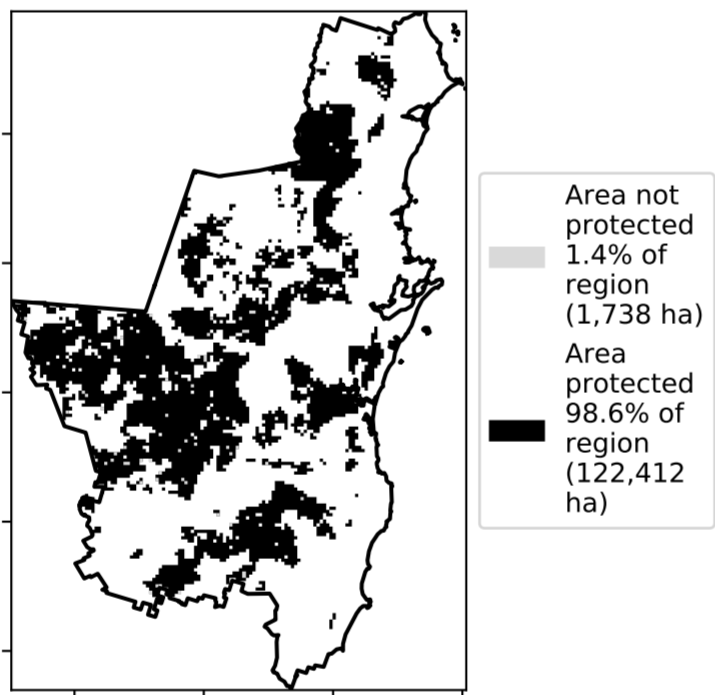 Area not
protected
1.4% of
region
(1,738 ha)
Area
protected
98.6% of
region
(122,412
ha)